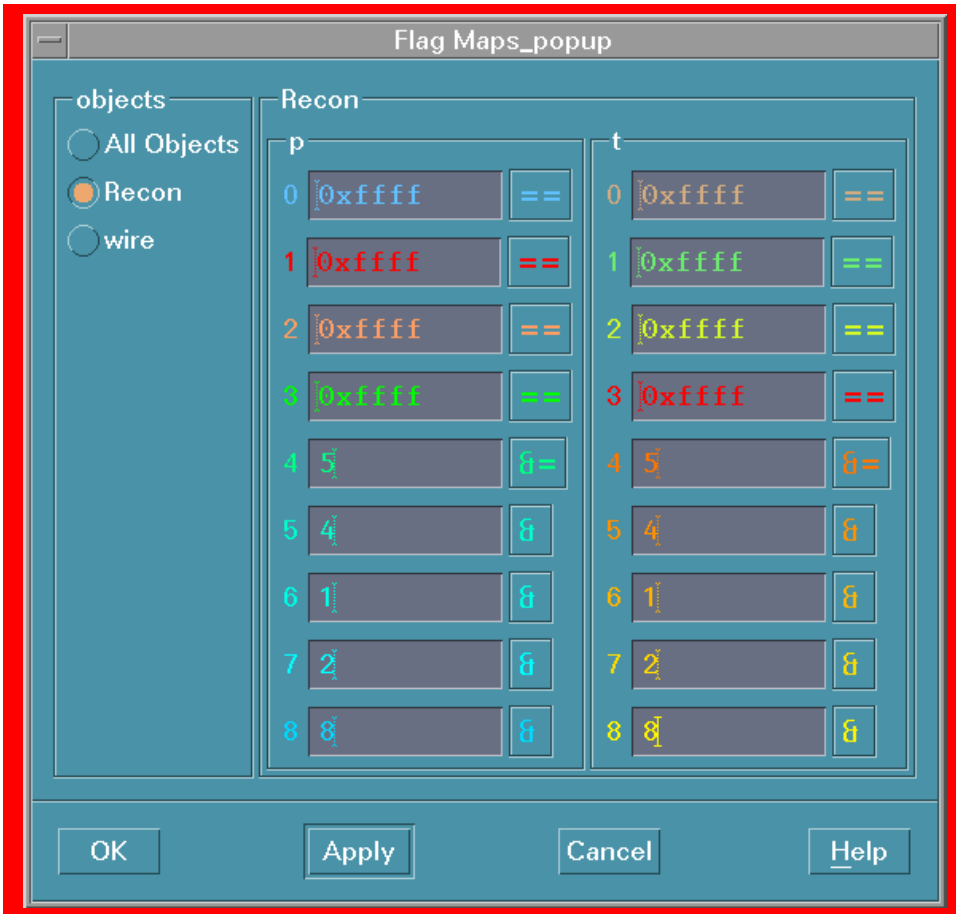 Flag Maps_popup
objects
All Objects
Recon
wire
Recon
p
0 0xffff ==
1 0xffff ==
2 0xffff ==
3 0xffff ==
4 5 &=
5 4 &
6 1 &
7 2 &
8 8 &
t
0 0xffff ==
1 0xffff ==
2 0xffff ==
3 0xffff ==
4 5 &=
5 4 &
6 1 &
7 2 &
8 8 &
OK Apply Cancel Help